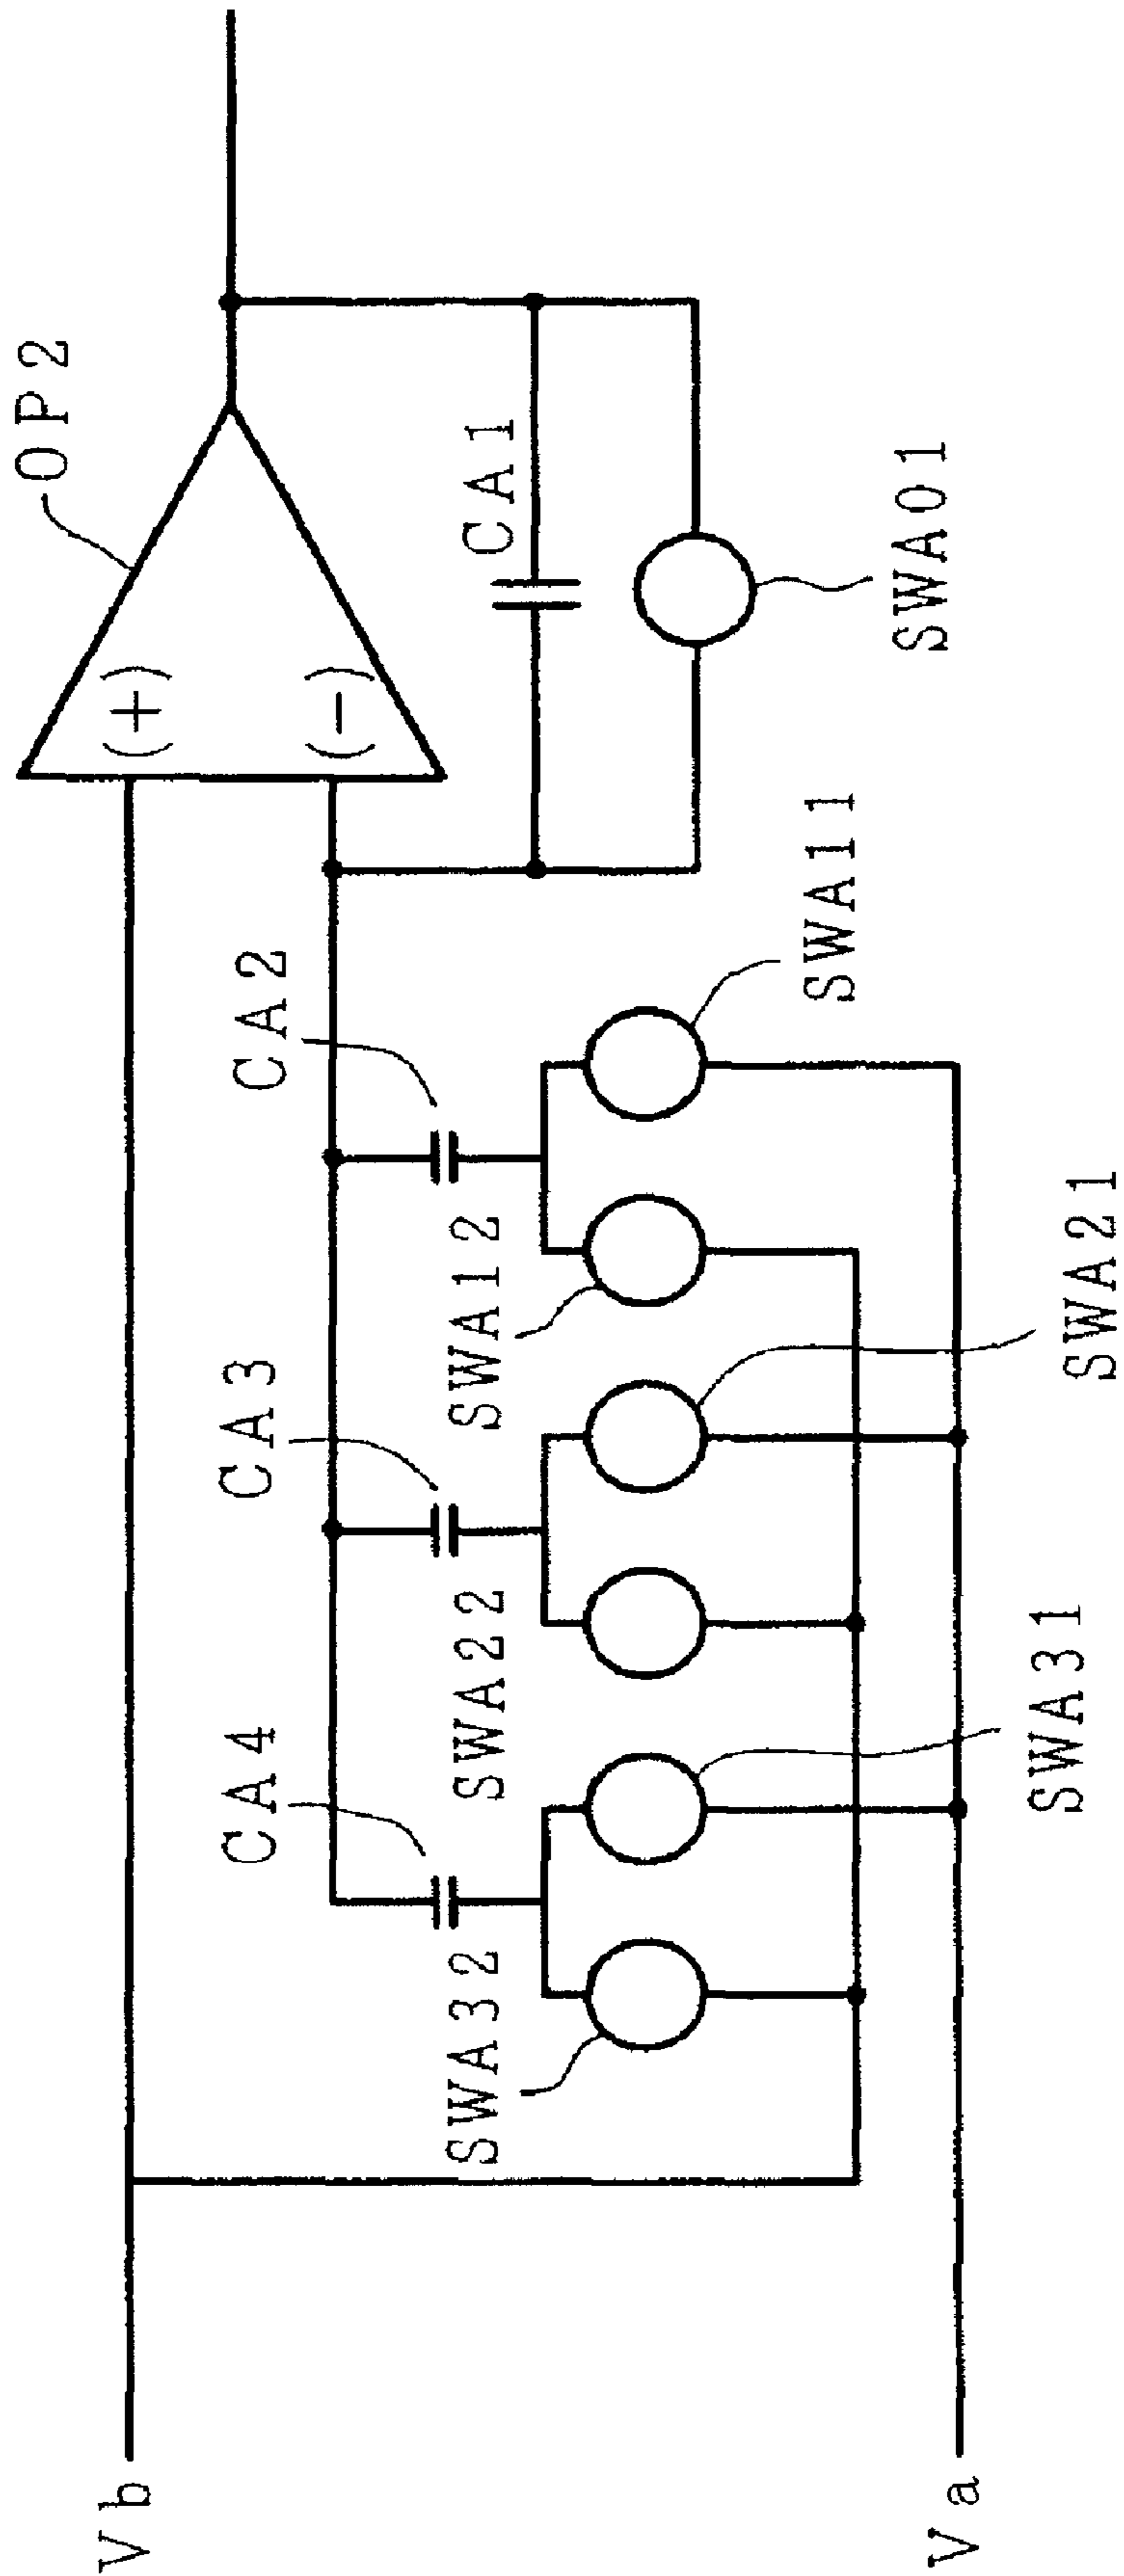 OP2
(+)
(-)
CA1
SWA01
CA2
SWA11
SWA12
CA3
SWA21
SWA22
CA4
SWA31
SWA32
Vb
Va